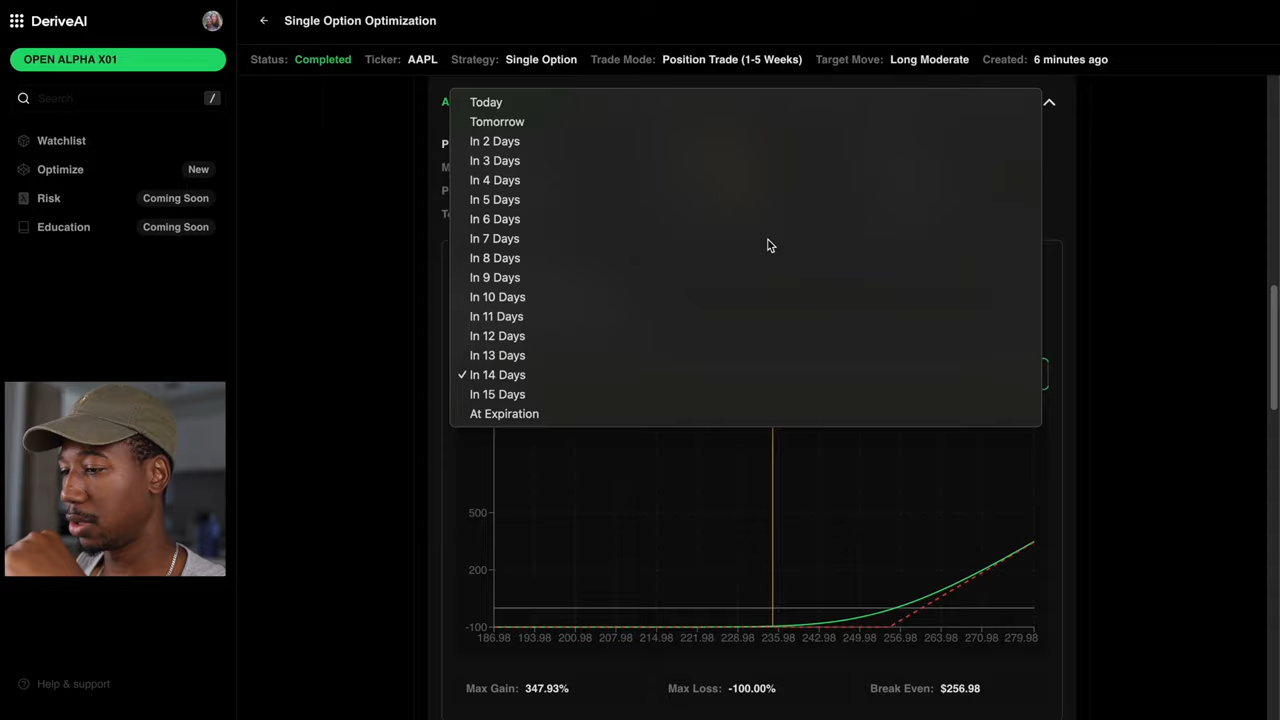 DeriveAI
Single Option Optimization
OPEN ALPHA X01
Status: Completed Ticker: AAPL Strategy: Single Option Trade Mode: Position Trade (1-5 Weeks) Target Move: Long Moderate Created: 6 minutes ago
Search /
Watchlist
Optimize New
Risk Coming Soon
Education Coming Soon
Help & support
Today
Tomorrow
In 2 Days
In 3 Days
In 4 Days
In 5 Days
In 6 Days
In 7 Days
In 8 Days
In 9 Days
In 10 Days
In 11 Days
In 12 Days
In 13 Days
✓ In 14 Days
In 15 Days
At Expiration
500
200
-100
186.98 193.98 200.98 207.98 214.98 221.98 228.98 235.98 242.98 249.98 256.98 263.98 270.98 279.98
Max Gain: 347.93% Max Loss: -100.00% Break Even: $256.98